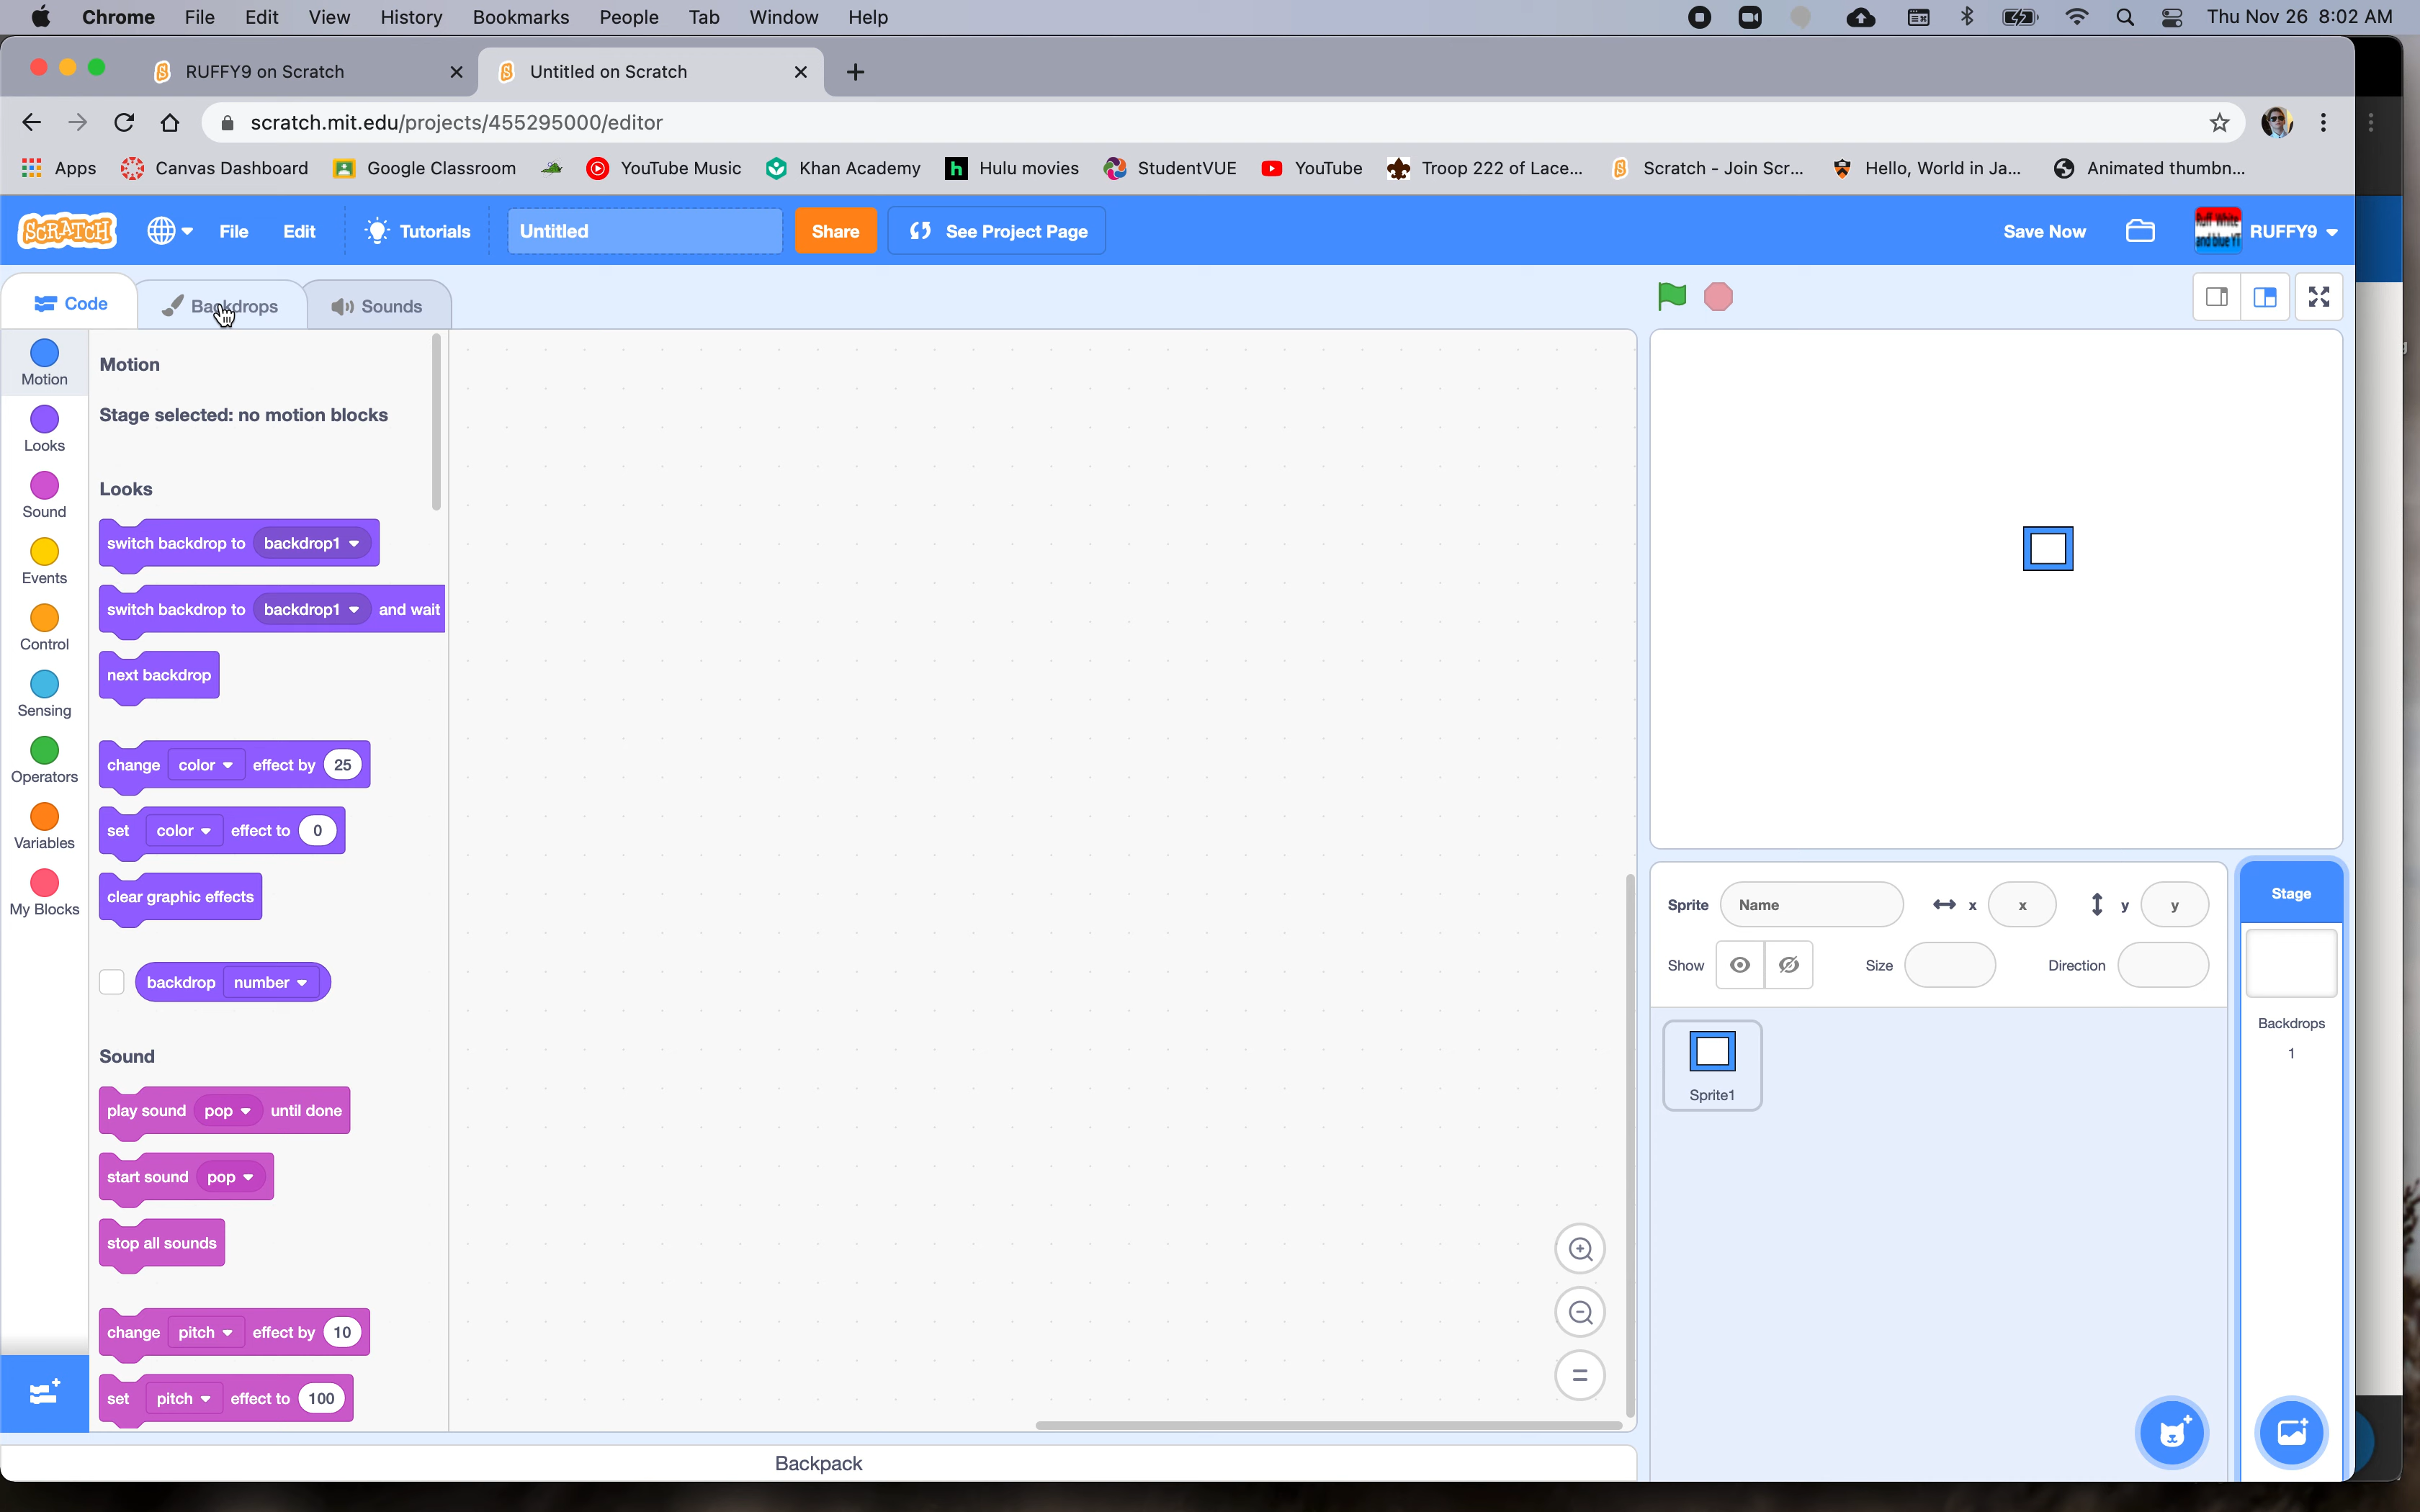 Chrome File Edit View History Bookmarks People Tab Window Help Thu Nov 26 8:02 AM
RUFFY9 on Scratch Untitled on Scratch
scratch.mit.edu/projects/455295000/editor
Apps Canvas Dashboard Google Classroom YouTube Music Khan Academy h Hulu movies StudentVUE YouTube Troop 222 of Lace... Scratch - Join Scr... Hello, World in Ja... Animated thumbn...
SCRATCH File Edit Tutorials Untitled Share See Project Page Save Now RUFFY9
Ruff White
and blue YT
Code Backdrops Sounds
Motion
Looks
Sound
Events
Control
Sensing
Operators
Variables
My Blocks
Motion
Stage selected: no motion blocks
Looks
switch backdrop to backdrop1
switch backdrop to backdrop1 and wait
next backdrop
change color effect by 25
set color effect to 0
clear graphic effects
backdrop number
Sound
play sound pop until done
start sound pop
stop all sounds
change pitch effect by 10
set pitch effect to 100
Backpack
Sprite Name x x y y
Show Size Direction
Sprite1
Stage
Backdrops
1